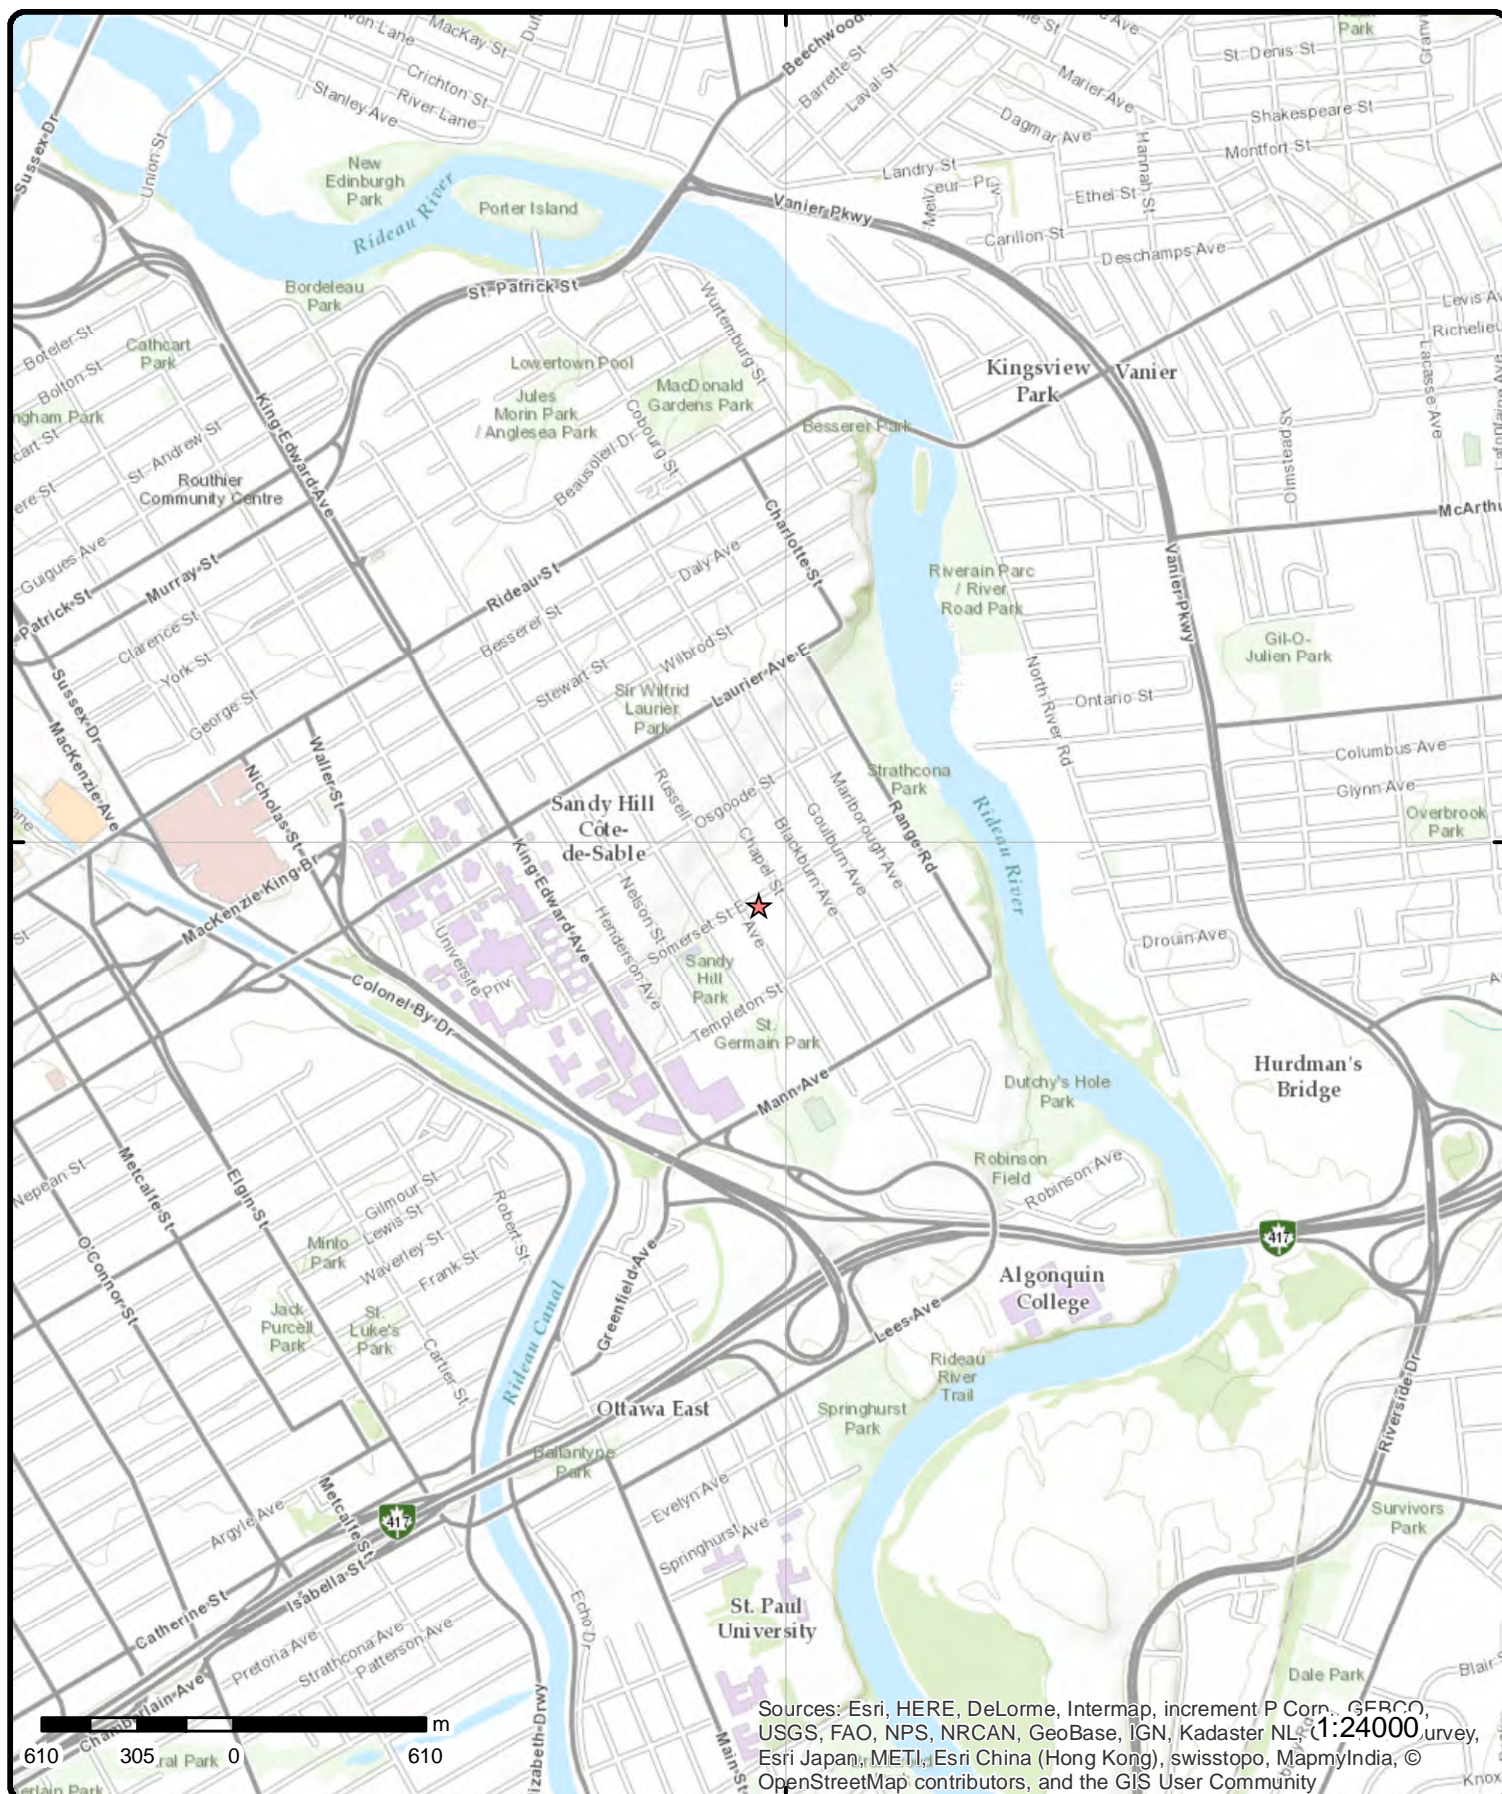 MacKay·St
Beechwood
Crichton St
River Lane
Stanley Ave
Barrette St
Laval St
Marier Ave
Park
St. Denis St
Shakespeare St
Montfort St
Dagmar Ave
Hannah St
Landry St
Ethel St
Carillon St
Deschamps Ave
Sussex Dr
Union St
New
Edinburgh
Park
Rideau River
Porter Island
Vanier Pkwy
St. Patrick St
Bordeleau
Park
Wurtemburg St
Boteler St
Bolton St
Cathcart
Park
Lowertown Pool
Jules
Morin Park
/ Anglesea Park
MacDonald
Gardens Park
Kingsview
Park
Vanier
Richelieu
Lacasse Ave
Besserer Park
King Edward Ave
St. Andrew St
Cobourg St
Beausoleil Dr
Olmstead St
Routhier
Community Centre
Guigues Ave
Murray St
Patrick St
Charlotte St
Daly Ave
Rideau St
Riverain Parc
/ River
Road Park
Vanier Pkwy
Clarence St
York St
George St
Besserer St
Stewart St
Wilbrod St
Laurier Ave E
Gil-O-
Julien Park
Sir Wilfrid
Laurier
Park
North River Rd
Ontario St
Sussex Dr
MacKenzie Ave
Waller St
Nicholas St
Columbus Ave
Glynn Ave
Overbrook
Park
Strathcona
Park
Sandy Hill
Côte-
de-Sable
Russell
Osgoode St
Chapel St
Blackburn Ave
Goulburn Ave
Marlborough Ave
Range Rd
Rideau River
MacKenzie King Br
King Edward Ave
Nelson St
Henderson Ave
Somerset St E
Ave
Universite Priv
Drouin Ave
Sandy
Hill
Park
Templeton St
St.
Germain Park
Colonel By Dr
Mann Ave
Dutchy's Hole
Park
Hurdman's
Bridge
Nepean St
Metcalfe St
Elgin St
O'Connor St
Gilmour St
Lewis St
Waverley St
Frank St
Robert St
Minto
Park
Robinson
Field
Robinson Ave
417
Algonquin
College
Lees Ave
Greenfield Ave
Rideau Canal
Jack
Purcell
Park
St.
Luke's
Park
Cartier St
Rideau
River
Trail
Springhurst
Park
Ottawa East
Ballantyne
Park
Riverside Dr
Evelyn Ave
Springhurst Ave
Survivors
Park
Argyle Ave
Metcalfe St
417
Isabella St
Catherine St
St. Paul
University
Echo Dr
Pretoria Ave
Strathcona Ave
Patterson Ave
Chamberlain Ave
Dale Park
Main St
m
610 305 0 610
1:24000
Sources: Esri, HERE, DeLorme, Intermap, increment P Corp., GEBCO,
USGS, FAO, NPS, NRCAN, GeoBase, IGN, Kadaster NL,
Esri Japan, METI, Esri China (Hong Kong), swisstopo, MapmyIndia, ©
OpenStreetMap contributors, and the GIS User Community